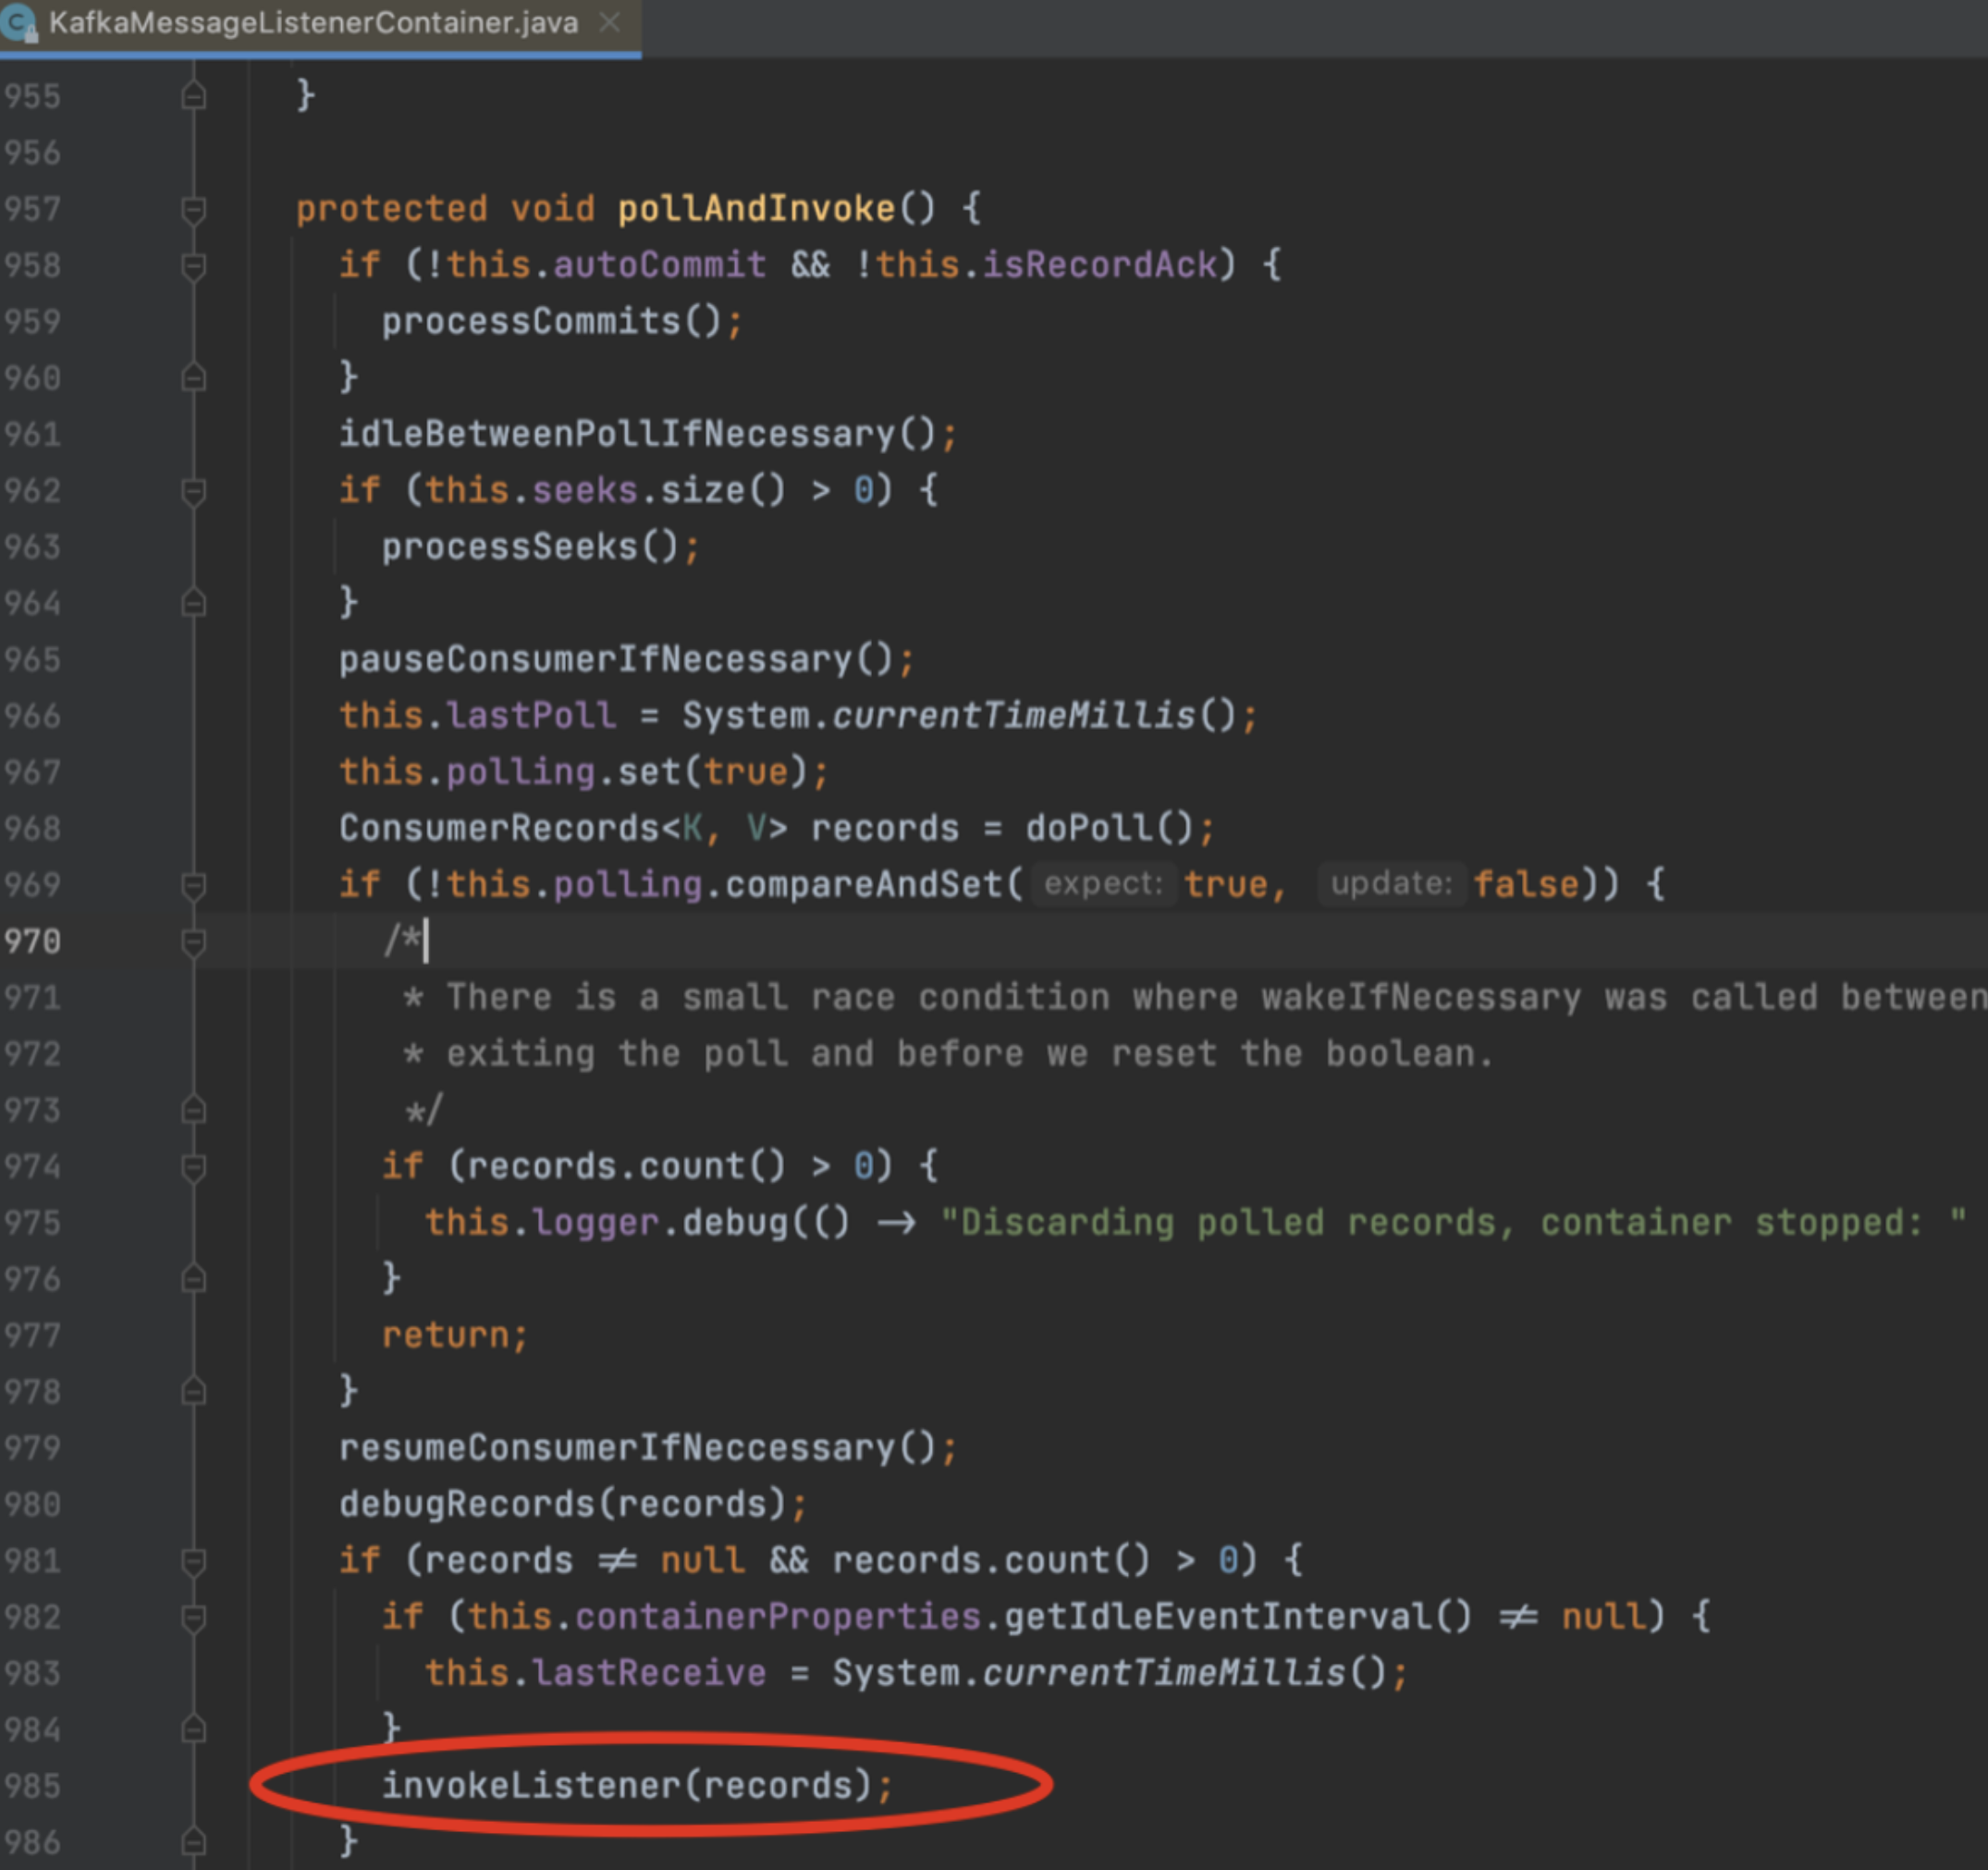 KafkaMessageListenerContainer.java
955 }
956
957 protected void pollAndInvoke() {
958 if (!this.autoCommit && !this.isRecordAck) {
959 processCommits();
960 }
961 idleBetweenPollIfNecessary();
962 if (this.seeks.size() > 0) {
963 processSeeks();
964 }
965 pauseConsumerIfNecessary();
966 this.lastPoll = System.currentTimeMillis();
967 this.polling.set(true);
968 ConsumerRecords<K, V> records = doPoll();
969 if (!this.polling.compareAndSet( expect: true, update: false)) {
970 /*
971 * There is a small race condition where wakeIfNecessary was called between
972 * exiting the poll and before we reset the boolean.
973 */
974 if (records.count() > 0) {
975 this.logger.debug(() → "Discarding polled records, container stopped: "
976 }
977 return;
978 }
979 resumeConsumerIfNeccessary();
980 debugRecords(records);
981 if (records ≠ null && records.count() > 0) {
982 if (this.containerProperties.getIdleEventInterval() ≠ null) {
983 this.lastReceive = System.currentTimeMillis();
984 }
985 invokeListener(records);
986 }